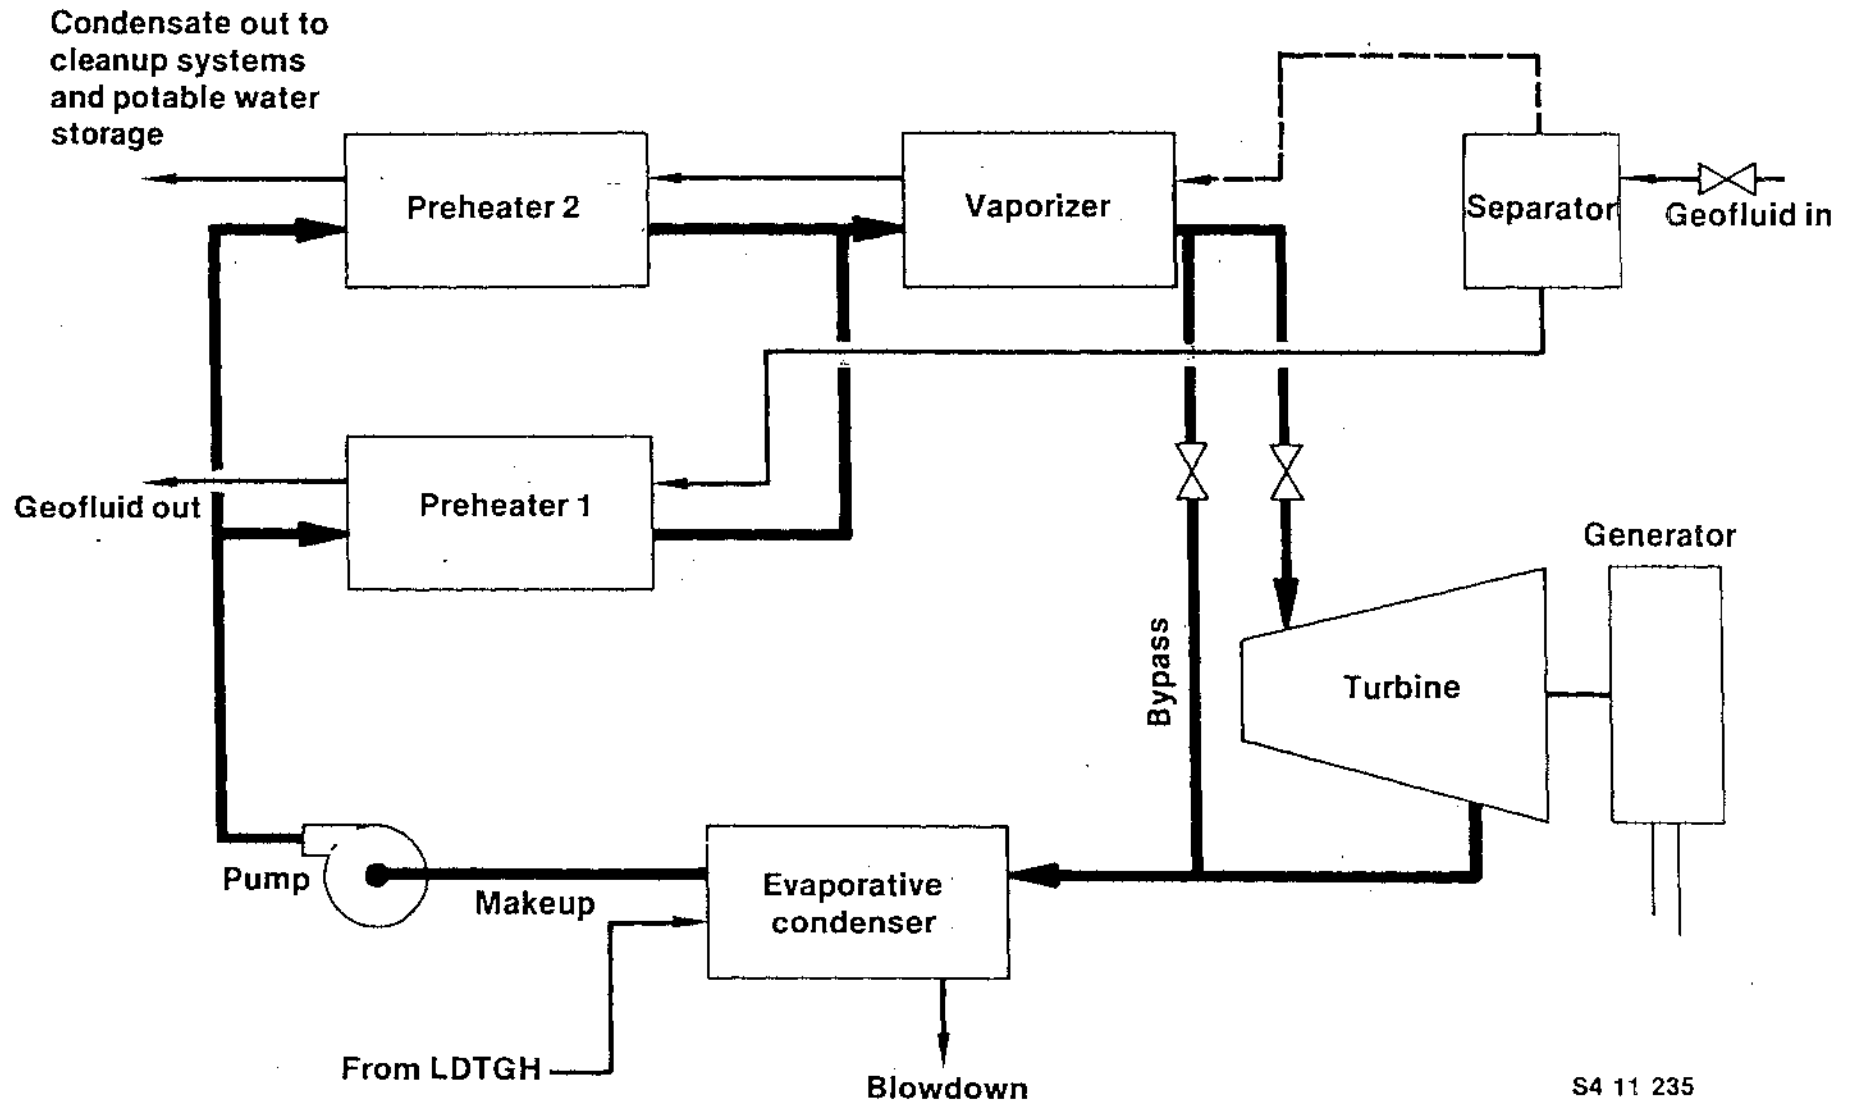 Condensate out to
cleanup systems
and potable water
storage
Preheater 2
Vaporizer
Separator
Geofluid in
Geofluid out
Preheater 1
Generator
Bypass
Turbine
Pump
Makeup
Evaporative
condenser
From LDTGH
Blowdown
S4 11 235